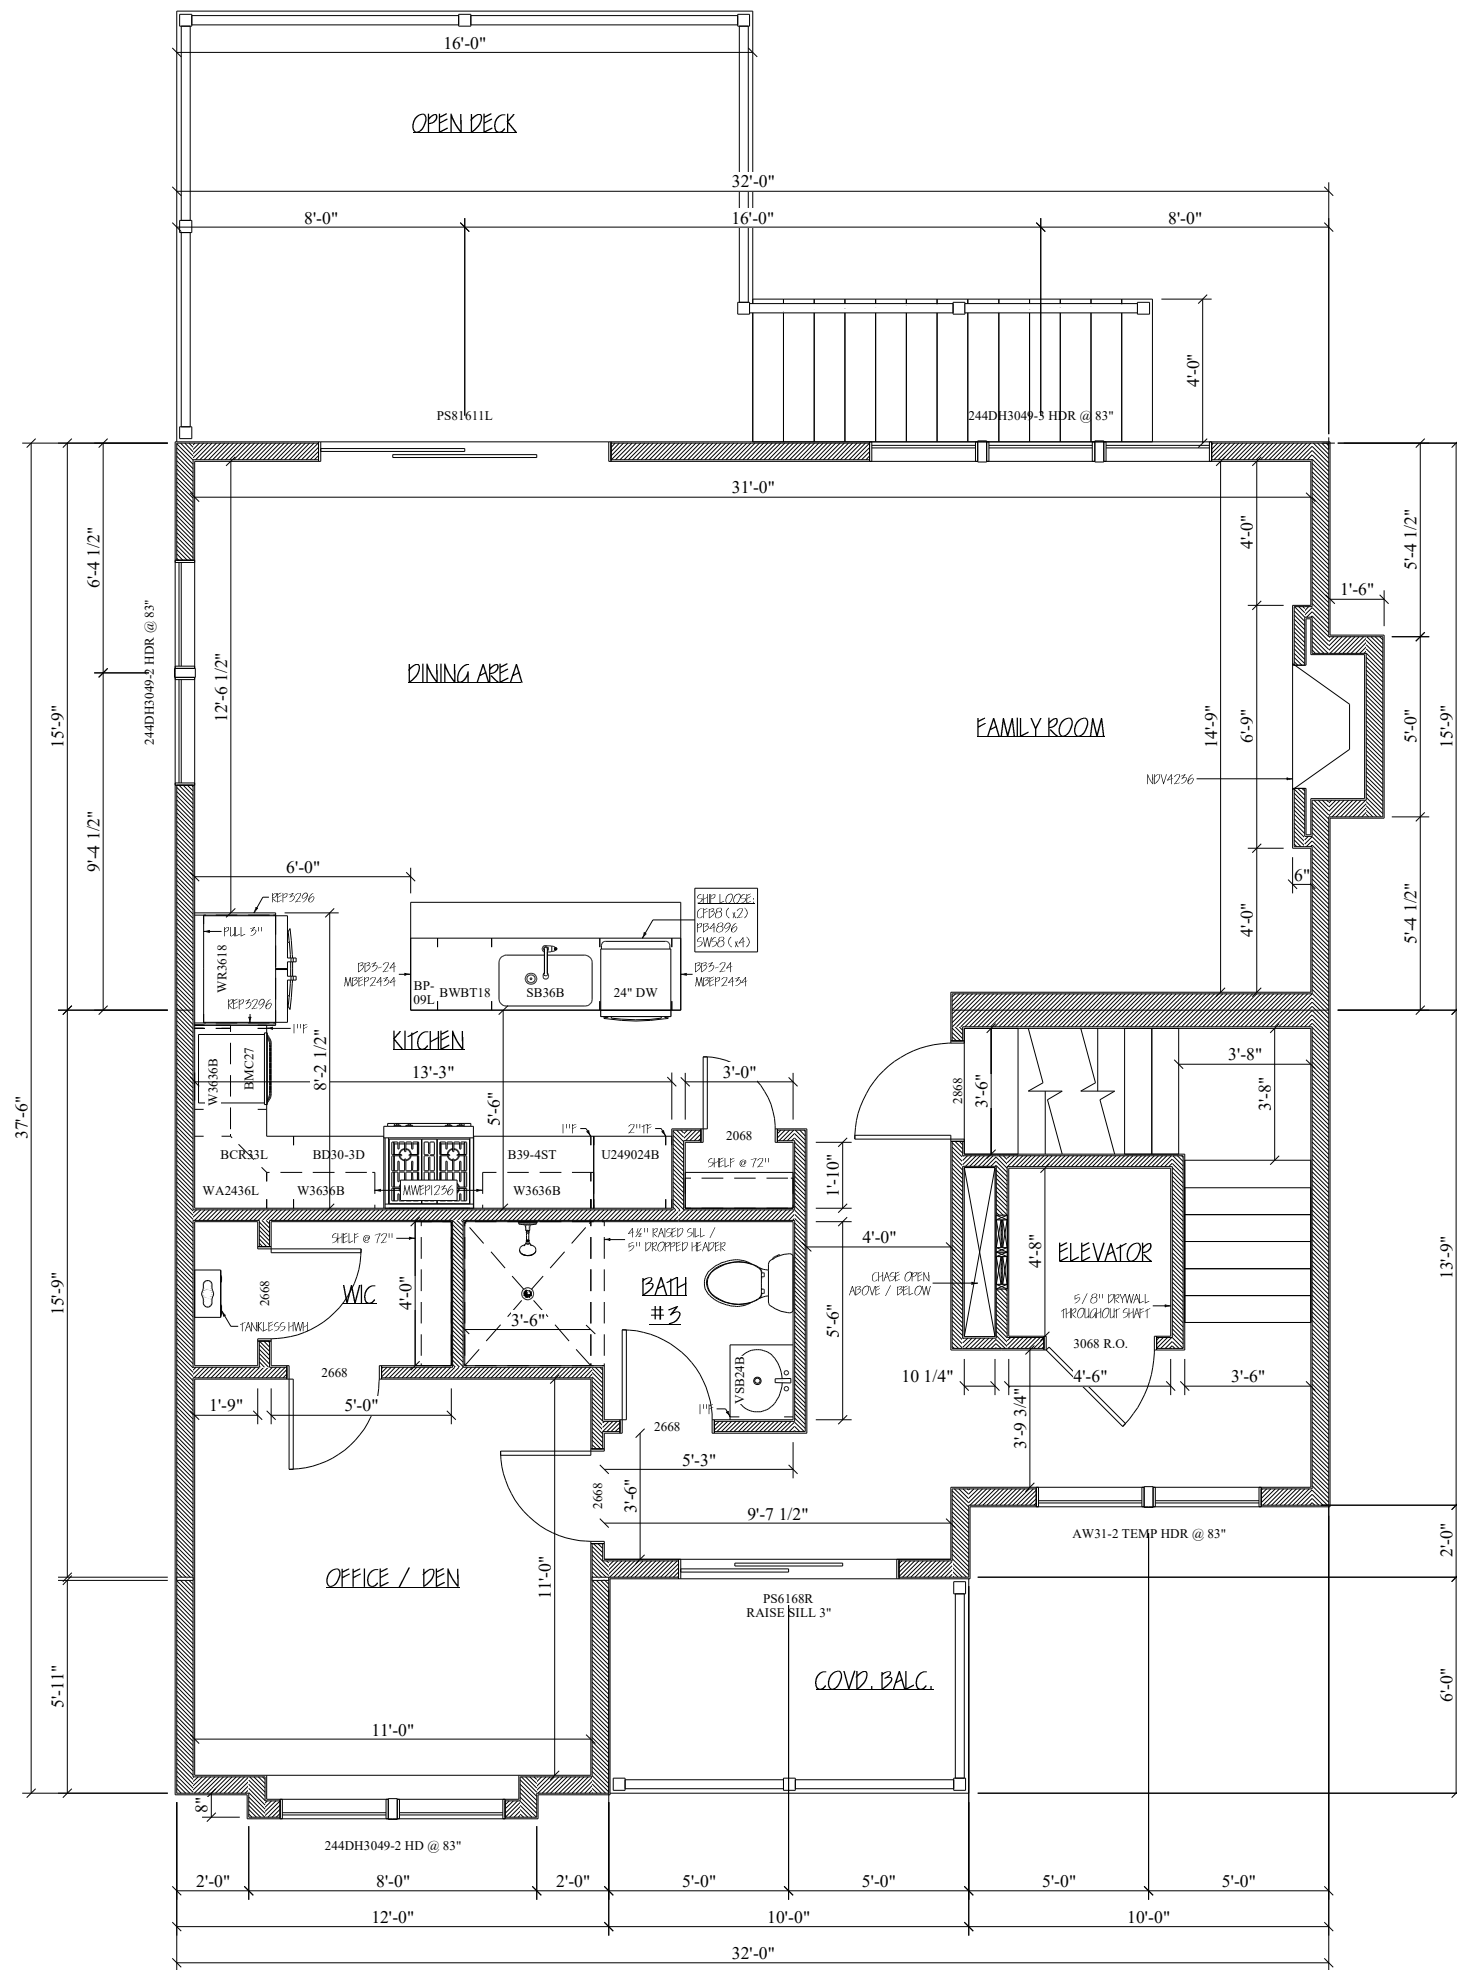 16'-0"
OPEN DECK
32'-0"
8'-0"
16'-0"
8'-0"
4'-0"
PS81611L
244DH3049-3 HDR @ 83"
31'-0"
6'-4 1/2"
4'-0"
5'-4 1/2"
1'-6"
244DH3049-2 HDR @ 83"
12'-6 1/2"
DINING AREA
FAMILY ROOM
15'-9"
14'-9"
6'-9"
5'-0"
15'-9"
NDV4236
9'-4 1/2"
6'-0"
6"
4'-0"
5'-4 1/2"
REP3296
PULL 3"
WR3618
REP3296
SHIP LOOSE:
CFB8 (x2)
PB4896
SWS8 (x4)
BB3-24
MBEP2434
BP-
09L
BWBT18
SB36B
24" DW
BB3-24
MBEP2434
1"F
KITCHEN
W3636B
BMC27
8'-2 1/2"
13'-3"
3'-0"
5'-6"
2868
3'-6"
3'-8"
3'-8"
37'-6"
1"F
2"TF
2068
BCR33L
BD30-3D
B39-4ST
U249024B
SHELF @ 72"
WA2436L
W3636B
MWEP1236
W3636B
1'-10"
SHELF @ 72"
4 1/2" RAISED SILL /
5" DROPPED HEADER
4'-0"
4'-8"
ELEVATOR
13'-9"
CHASE OPEN
ABOVE / BELOW
2668
WIC
4'-0"
BATH
#3
15'-9"
TANKLESS HWH
3'-6"
5'-6"
5/8" DRYWALL
THROUGHOUT SHAFT
3068 R.O.
2668
VSB24B
10 1/4"
4'-6"
3'-6"
1'-9"
5'-0"
1"F
2668
3'-9 3/4"
5'-3"
2668
3'-6"
9'-7 1/2"
AW31-2 TEMP HDR @ 83"
2'-0"
OFFICE / DEN
11'-0"
PS6168R
RAISE SILL 3"
COVD. BALC.
5'-11"
6'-0"
11'-0"
8"
244DH3049-2 HD @ 83"
2'-0"
8'-0"
2'-0"
5'-0"
5'-0"
5'-0"
5'-0"
12'-0"
10'-0"
10'-0"
32'-0"